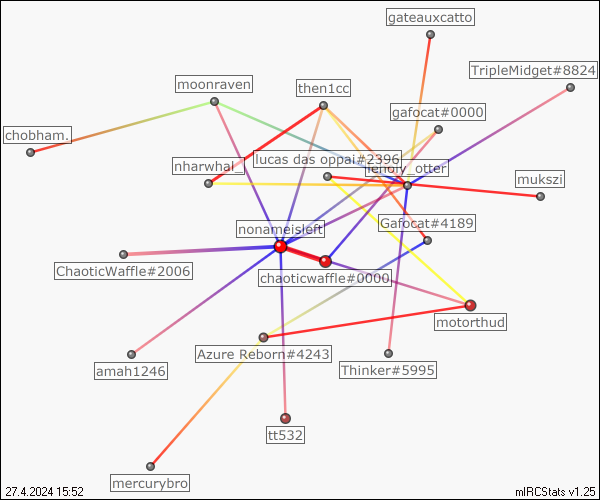 gateauxcatto
TripleMidget#8824
moonraven
then1cc
gafocat#0000
chobham.
lucas das oppai#2396
nharwhal_
mukszi
Gafocat#4189
nonameisleft
ChaoticWaffle#2006
chaoticwaffle#0000
motorthud
Azure Reborn#4243
amah1246
Thinker#5995
tt532
mercurybro
27.4.2024 15:52
mIRCStats v1.25